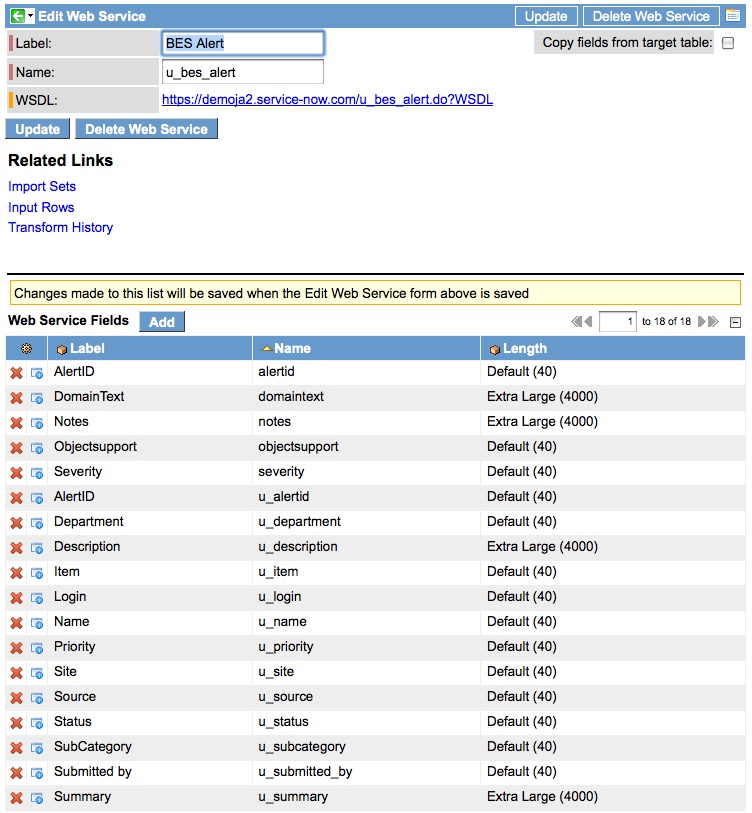 Edit Web Service Update Delete Web Service
Label: BES Alert Copy fields from target table:
Name: u_bes_alert
WSDL: https://demoja2.service-now.com/u_bes_alert.do?WSDL
Update Delete Web Service
Related Links
Import Sets
Input Rows
Transform History
Changes made to this list will be saved when the Edit Web Service form above is saved
Web Service Fields Add 1 to 18 of 18
Label Name Length
AlertID alertid Default (40)
DomainText domaintext Extra Large (4000)
Notes notes Extra Large (4000)
Objectsupport objectsupport Default (40)
Severity severity Default (40)
AlertID u_alertid Default (40)
Department u_department Default (40)
Description u_description Extra Large (4000)
Item u_item Default (40)
Login u_login Default (40)
Name u_name Default (40)
Priority u_priority Default (40)
Site u_site Default (40)
Source u_source Default (40)
Status u_status Default (40)
SubCategory u_subcategory Default (40)
Submitted by u_submitted_by Default (40)
Summary u_summary Extra Large (4000)